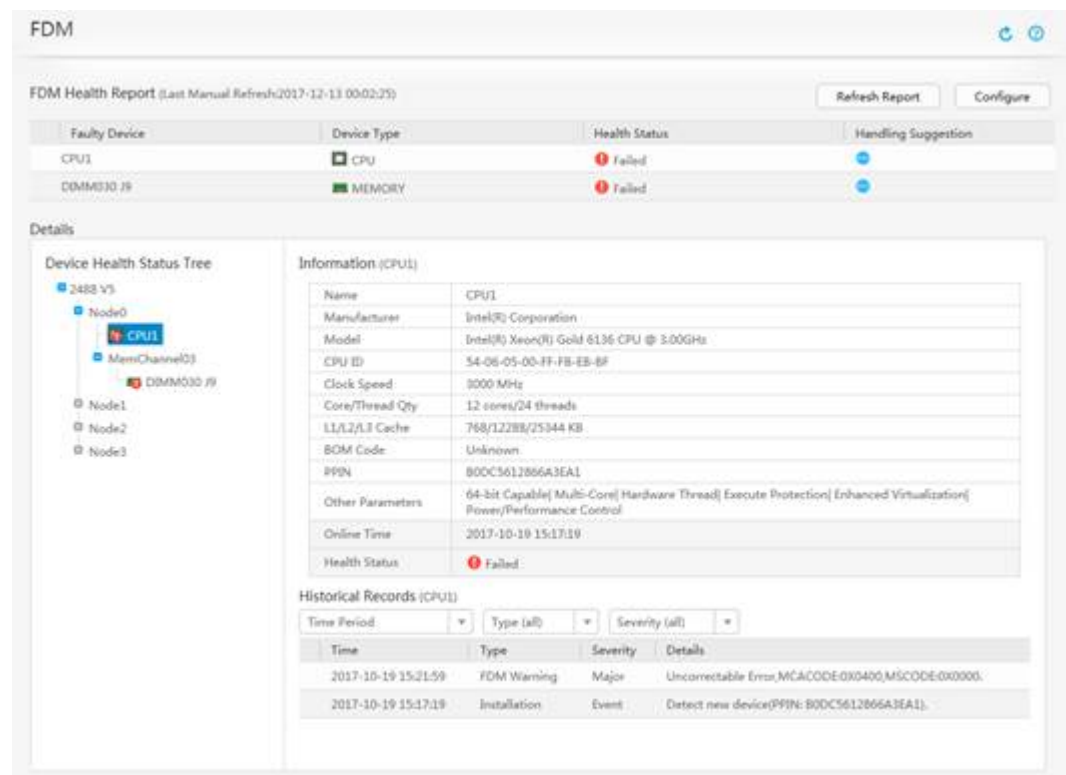 FDM
FDM Health Report (Last Manual Refresh:2017-12-13 00:02:25)
Refresh Report
Configure
Faulty Device Device Type Health Status Handling Suggestion
CPU1 CPU Failed
DIMM030 J9 MEMORY Failed
Details
Device Health Status Tree
2488 V5
Node0
CPU1
MemChannel03
DIMM030 J9
Node1
Node2
Node3
Information (CPU1)
Name CPU1
Manufacturer Intel(R) Corporation
Model Intel(R) Xeon(R) Gold 6136 CPU @ 3.00GHz
CPU ID 54-06-05-00-FF-FB-EB-BF
Clock Speed 3000 MHz
Core/Thread Qty 12 cores/24 threads
L1/L2/L3 Cache 768/12288/25344 KB
BOM Code Unknown
PPIN B0DC5612866A3EA1
Other Parameters 64-bit Capable| Multi-Core| Hardware Thread| Execute Protection| Enhanced Virtualization|
Power/Performance Control
Online Time 2017-10-19 15:17:19
Health Status Failed
Historical Records (CPU1)
Time Period Type (all) Severity (all)
Time Type Severity Details
2017-10-19 15:21:59 FDM Warning Major Uncorrectable Error,MCACODE:0X0400,MSCODE:0X0000.
2017-10-19 15:17:19 Installation Event Detect new device(PPIN: B0DC5612866A3EA1).